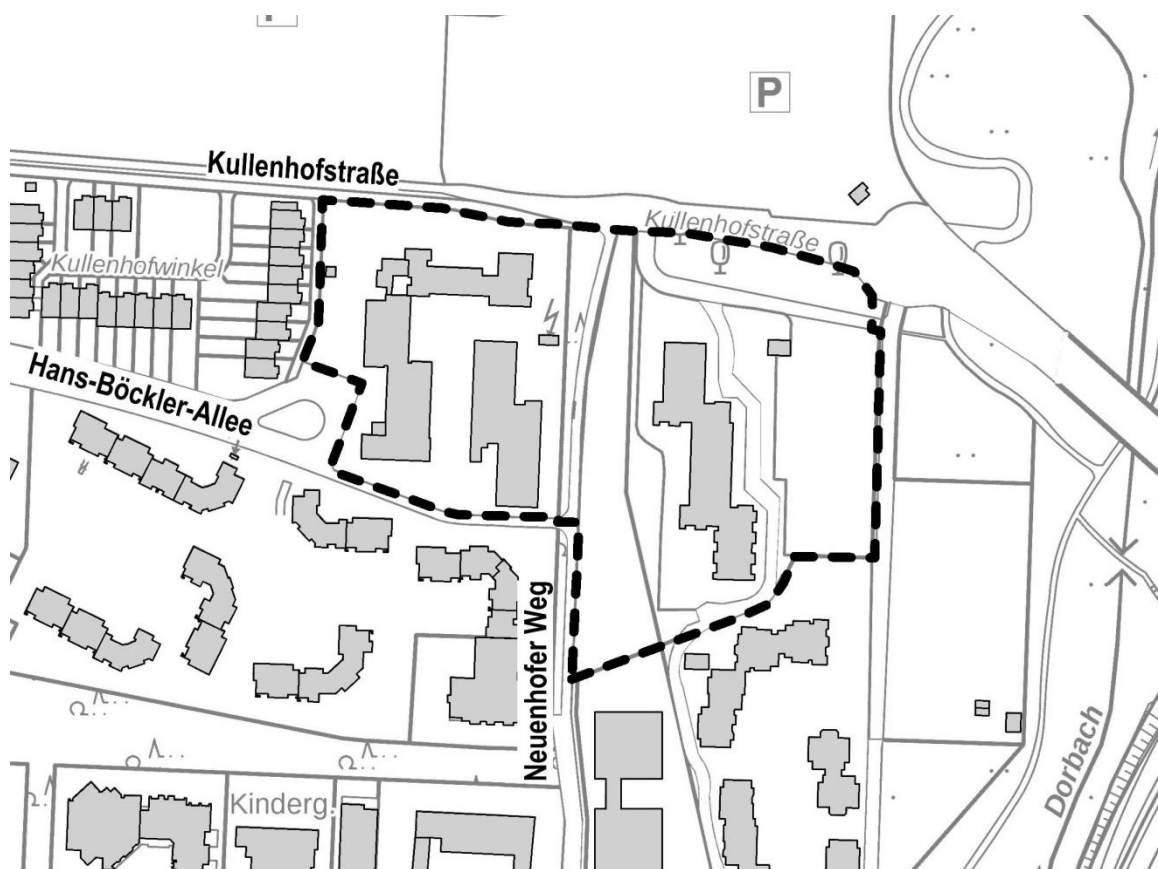 P
Kullenhofstraße
Kullenhofstraße
Kullenhofwinkel
Hans-Böckler-Allee
Neuenhofer Weg
Dorbach
Kinderg.